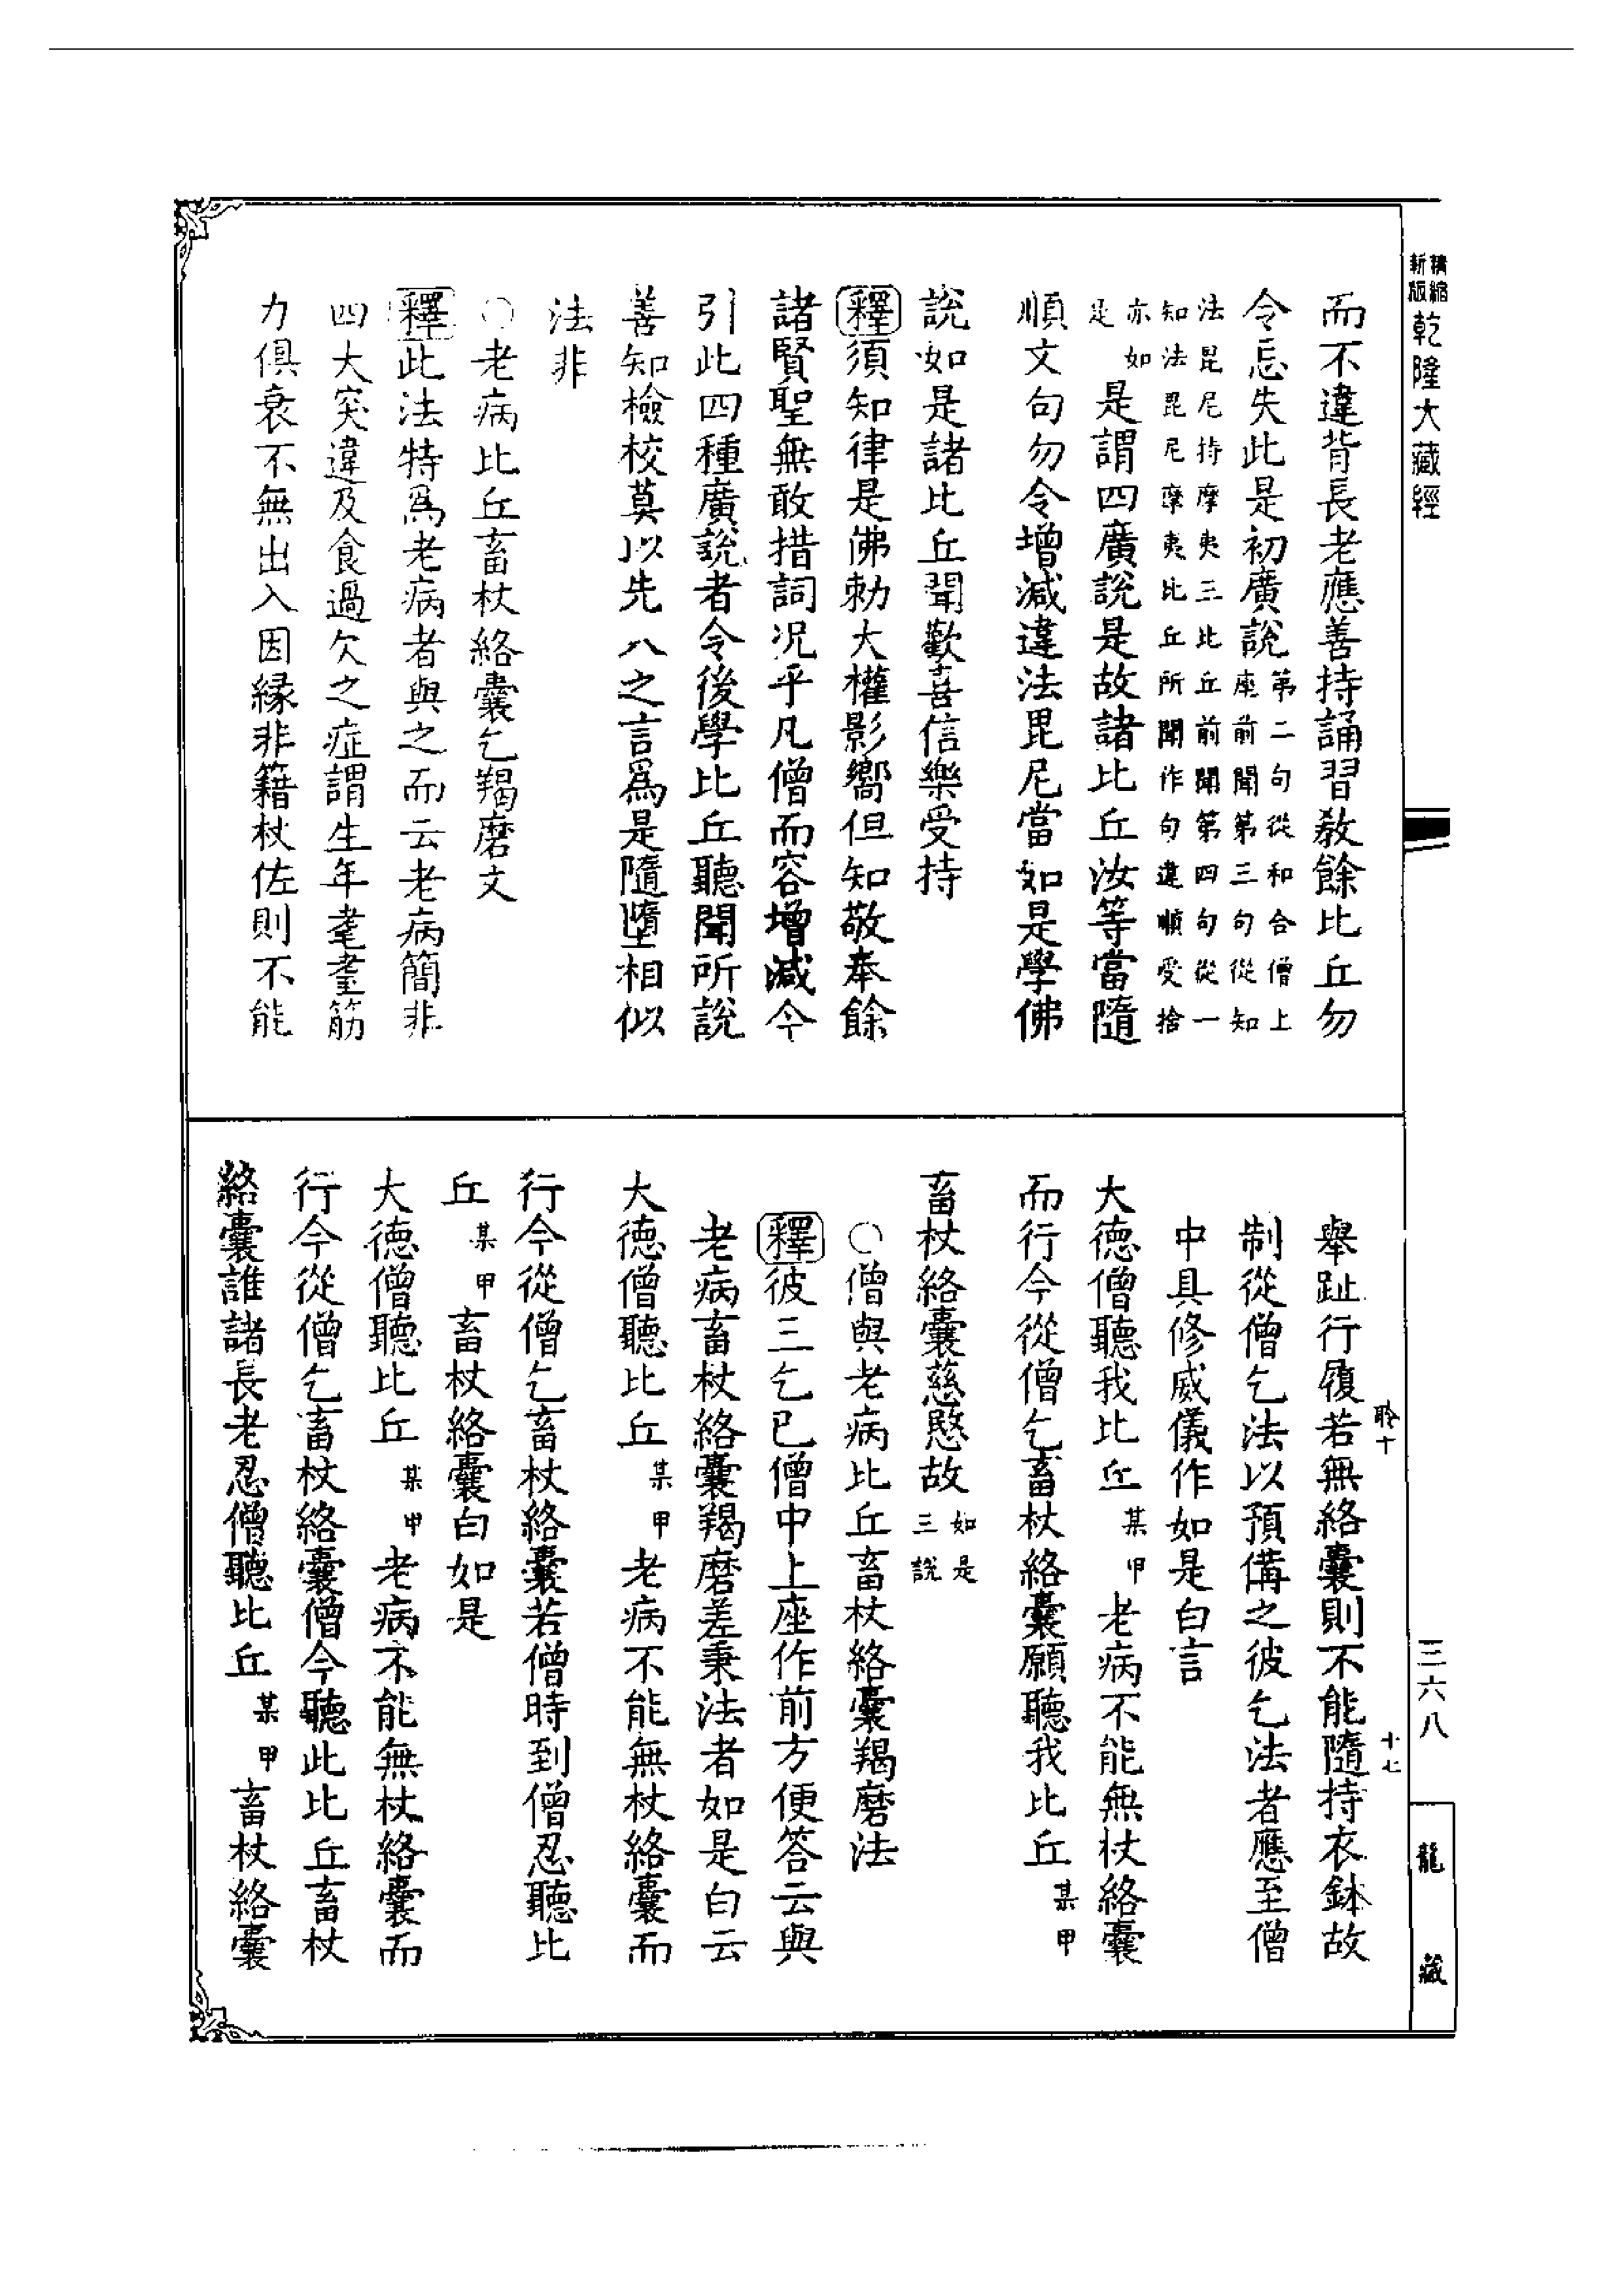 精縮新版乾隆大藏經
而不違背長老應善持誦習教餘比丘勿
令忘失此是初廣說第二句從和合僧上座前聞第三句從知
法毘尼持摩夷三比丘前聞第四句從一知法毘尼摩夷比丘所聞作句違順受捨
亦如是是謂四廣說是故諸比丘汝等當隨
順文句勿令增減違法毘尼當如是學佛
說如是諸比丘聞歡喜信樂受持
釋須知律是佛勅大權影嚮但知敬奉餘
諸賢聖無敢措詞況乎凡僧而容增減今
引此四種廣說者令後學比丘聽聞所說
善知檢校莫以先入之言爲是隨墮相似
法非
○老病比丘畜杖絡囊乞羯磨文
釋此法特爲老病者與之而云老病簡非
四大突違及食過欠之症謂生年耄耋筋
力俱衰不無出入因緣非籍杖佐則不能
舉趾行履若無絡囊則不能隨持衣鉢故
制從僧乞法以預備之彼乞法者應至僧
中具修威儀作如是白言
大德僧聽我比丘某甲老病不能無杖絡囊
而行今從僧乞畜杖絡囊願聽我比丘某甲
畜杖絡囊慈愍故如是三說
○僧與老病比丘畜杖絡囊羯磨法
釋彼三乞已僧中上座作前方便答云與
老病畜杖絡囊羯磨差秉法者如是白云
大德僧聽比丘某甲老病不能無杖絡囊而
行今從僧乞畜杖絡囊若僧時到僧忍聽比
丘某甲畜杖絡囊白如是
大德僧聽比丘某甲老病不能無杖絡囊而
行今從僧乞畜杖絡囊僧今聽此比丘畜杖
絡囊誰諸長老忍僧聽比丘某甲畜杖絡囊
聆十
十七
三六八
龍藏